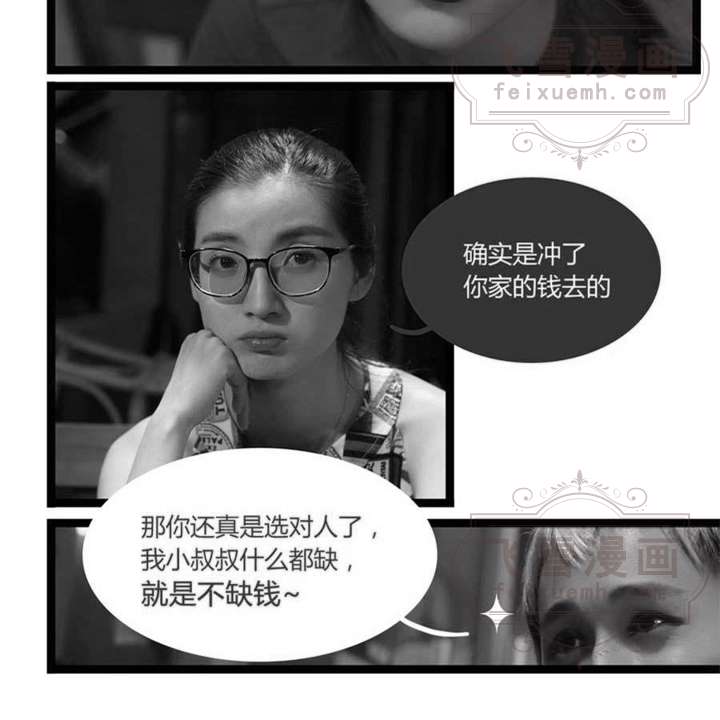 飞雪漫画
feixuemh.com
确实是冲了
你家的钱去的
那你还真是选对人了，
我小叔叔什么都缺，
就是不缺钱~
飞雪漫画
feixuemh.com